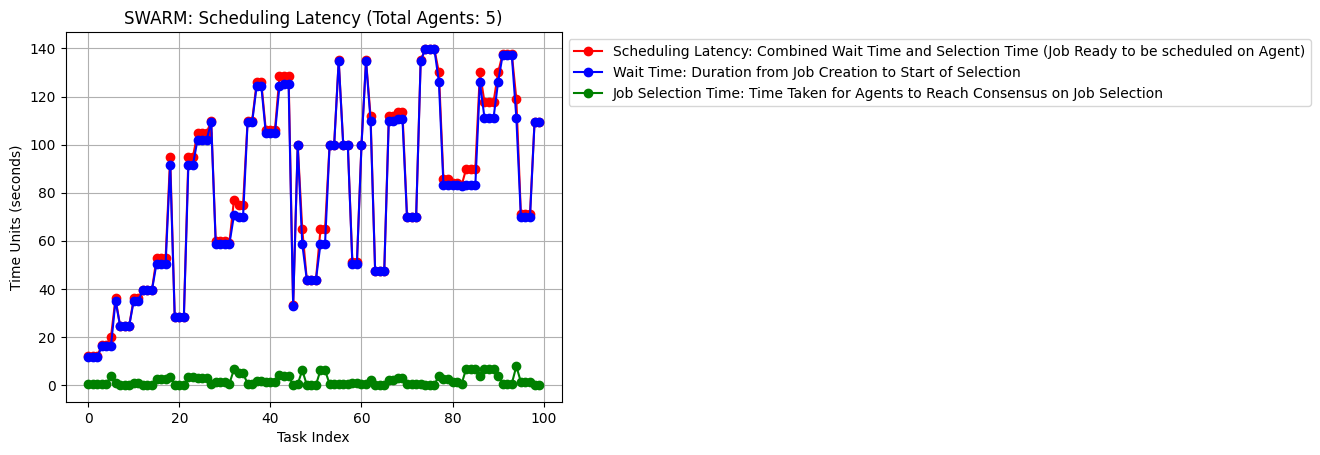 SWARM: Scheduling Latency (Total Agents: 5)
Scheduling Latency: Combined Wait Time and Selection Time (Job Ready to be scheduled on Agent)
Wait Time: Duration from Job Creation to Start of Selection
Job Selection Time: Time Taken for Agents to Reach Consensus on Job Selection
Time Units (seconds)
140
120
100
80
60
40
20
0
0 20 40 60 80 100
Task Index